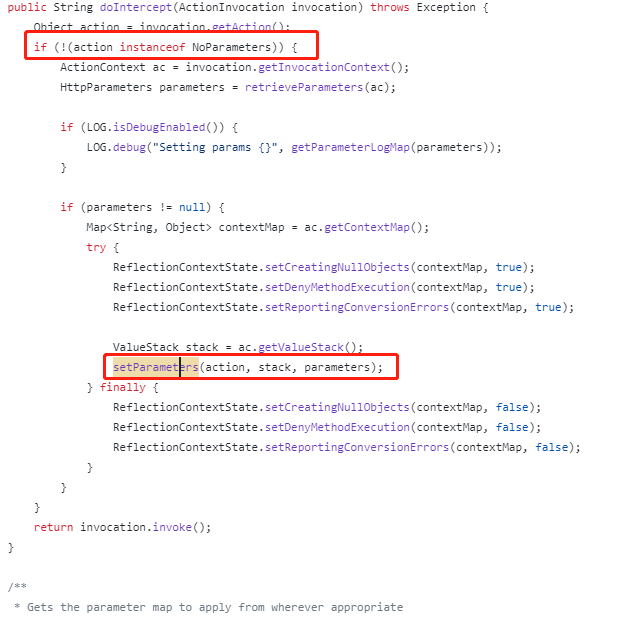 public String doIntercept(ActionInvocation invocation) throws Exception {
    Object action = invocation.getAction();
    if (!(action instanceof NoParameters)) {
        ActionContext ac = invocation.getInvocationContext();
        HttpParameters parameters = retrieveParameters(ac);

        if (LOG.isDebugEnabled()) {
            LOG.debug("Setting params {}", getParameterLogMap(parameters));
        }

        if (parameters != null) {
            Map<String, Object> contextMap = ac.getContextMap();
            try {
                ReflectionContextState.setCreatingNullObjects(contextMap, true);
                ReflectionContextState.setDenyMethodExecution(contextMap, true);
                ReflectionContextState.setReportingConversionErrors(contextMap, true);

                ValueStack stack = ac.getValueStack();
                setParameters(action, stack, parameters);
            } finally {
                ReflectionContextState.setCreatingNullObjects(contextMap, false);
                ReflectionContextState.setDenyMethodExecution(contextMap, false);
                ReflectionContextState.setReportingConversionErrors(contextMap, false);
            }
        }
    }
    return invocation.invoke();
}

/**
 * Gets the parameter map to apply from wherever appropriate